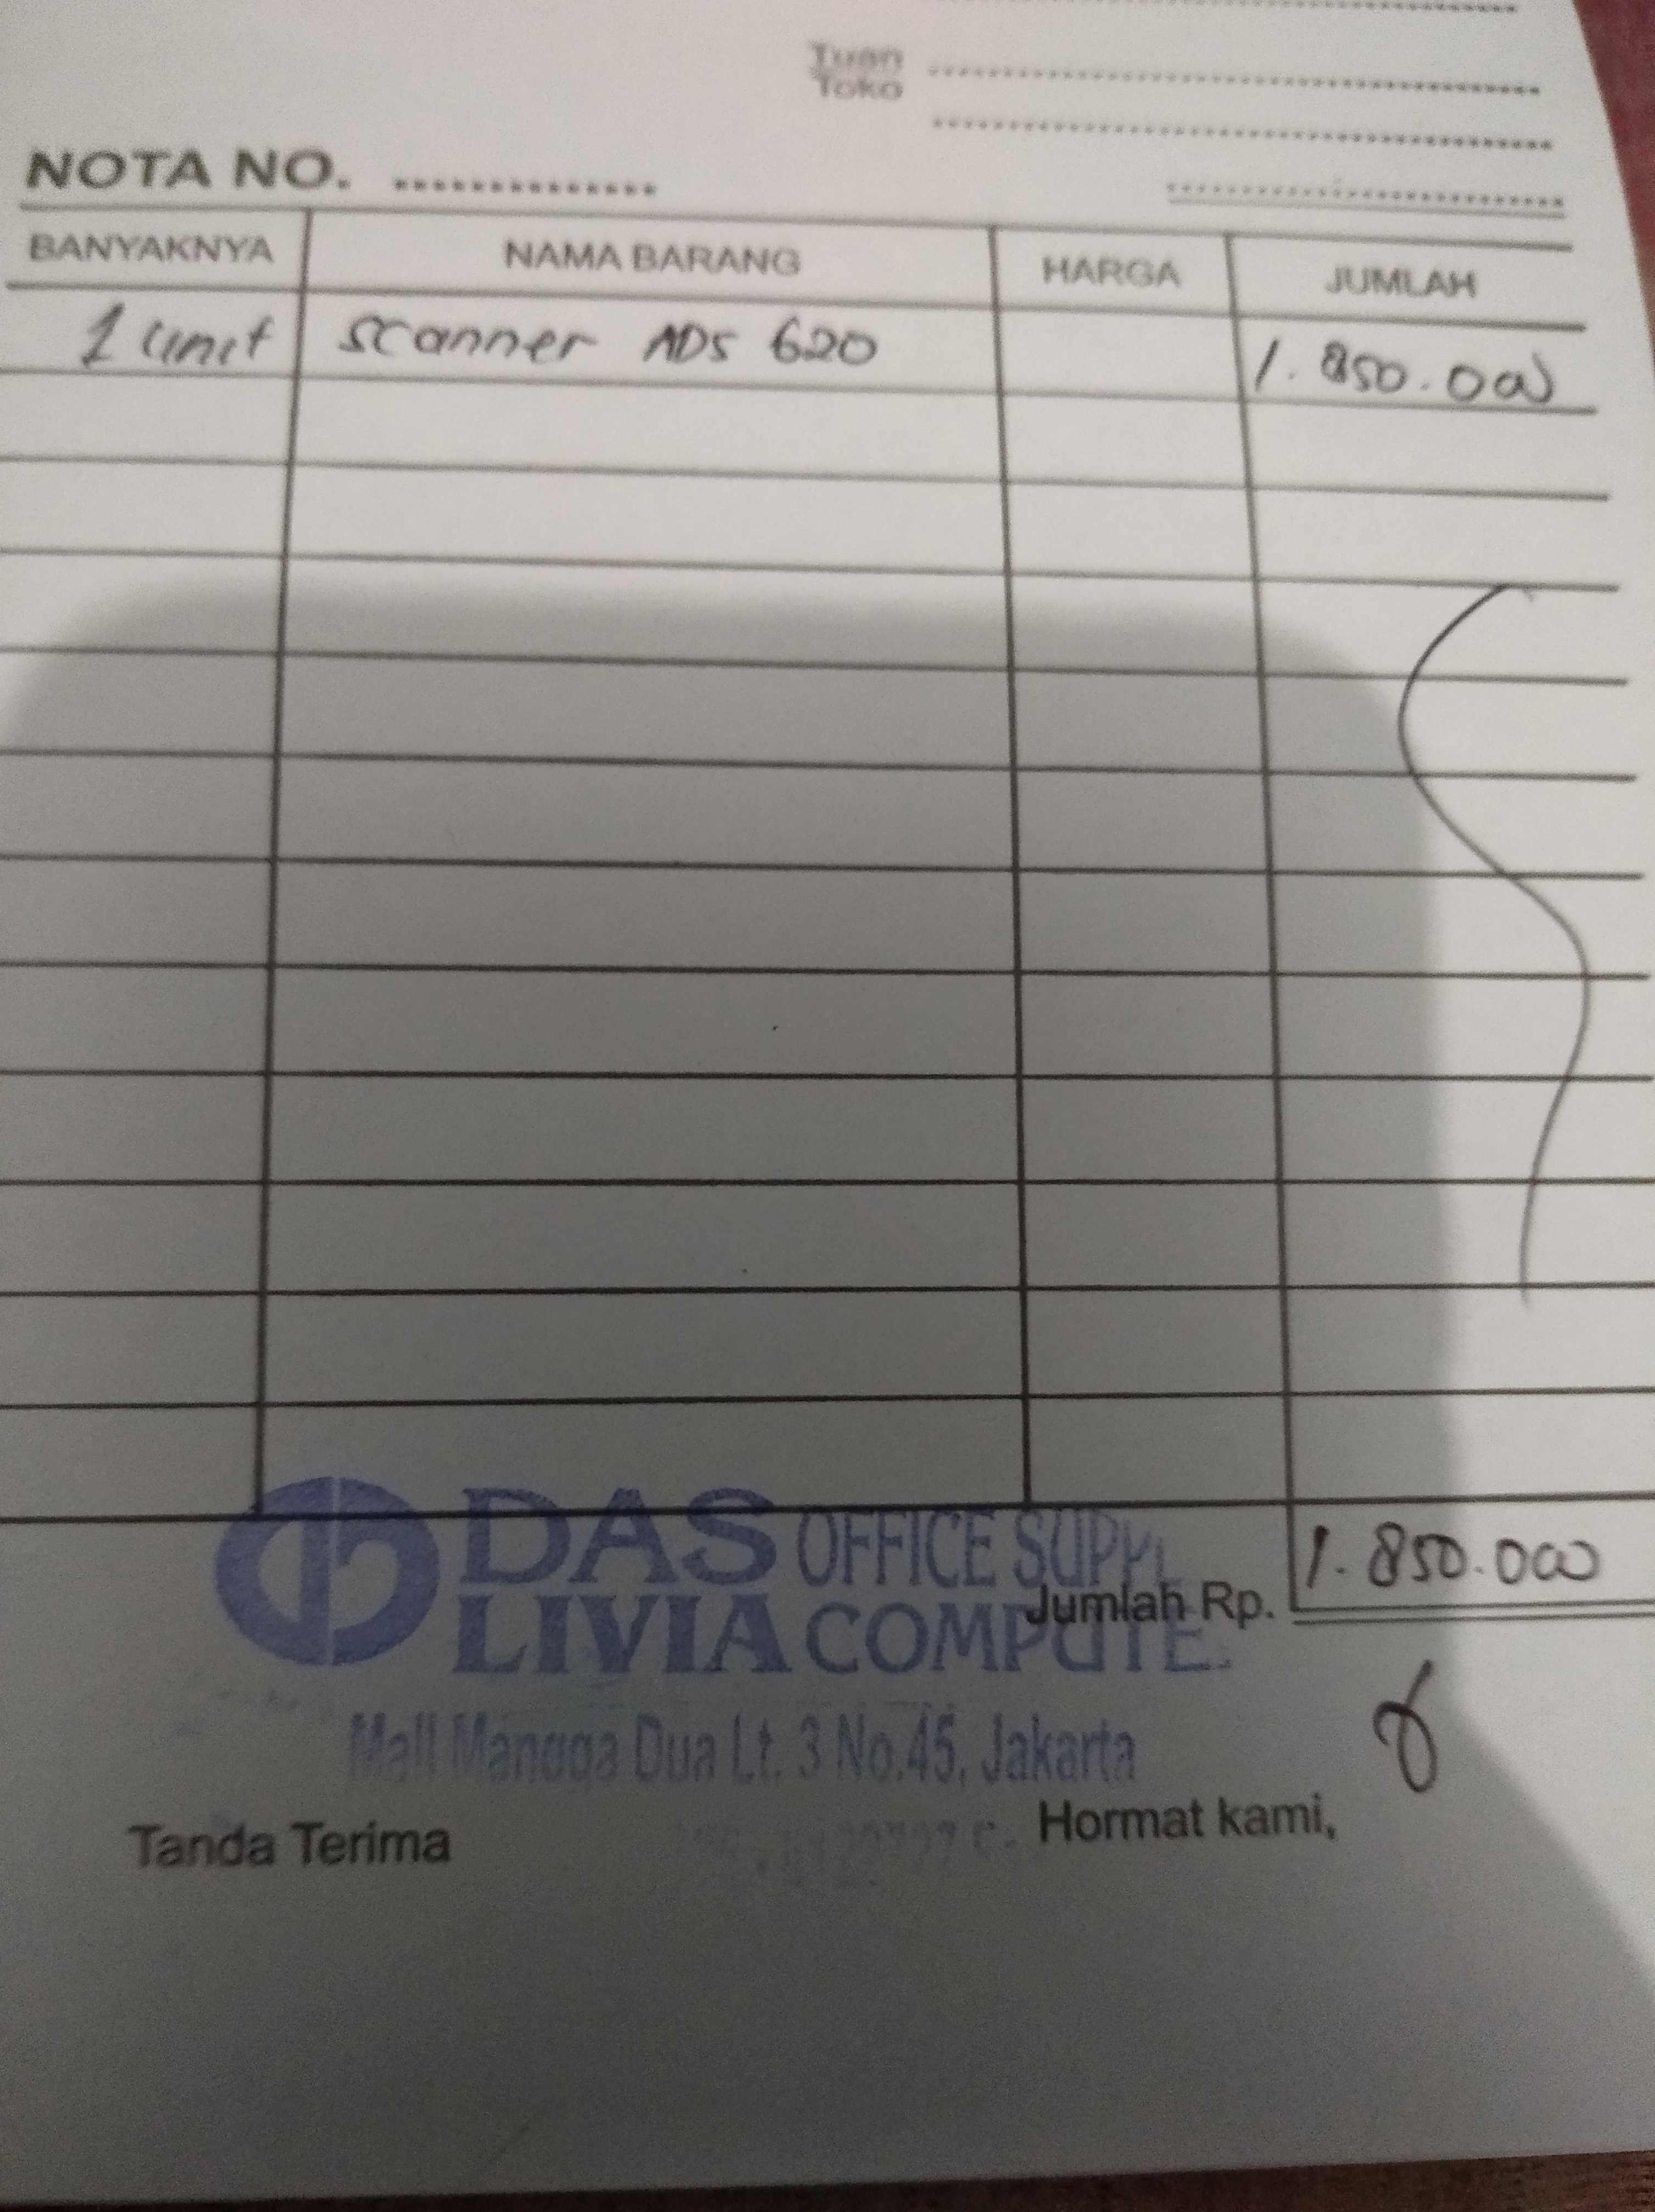 Tuan
Toko
NOTA NO.
BANYAKNYA NAMA BARANG HARGA JUMLAH
1 unit scanner ADS 620 1.850.000
DAS OFFICE SUPPL
Jumlah Rp. 1.850.000
LIVIA COMPUTE
Mall Mangga Dua Lt. 3 No.45, Jakarta
Tanda Terima Hormat kami,